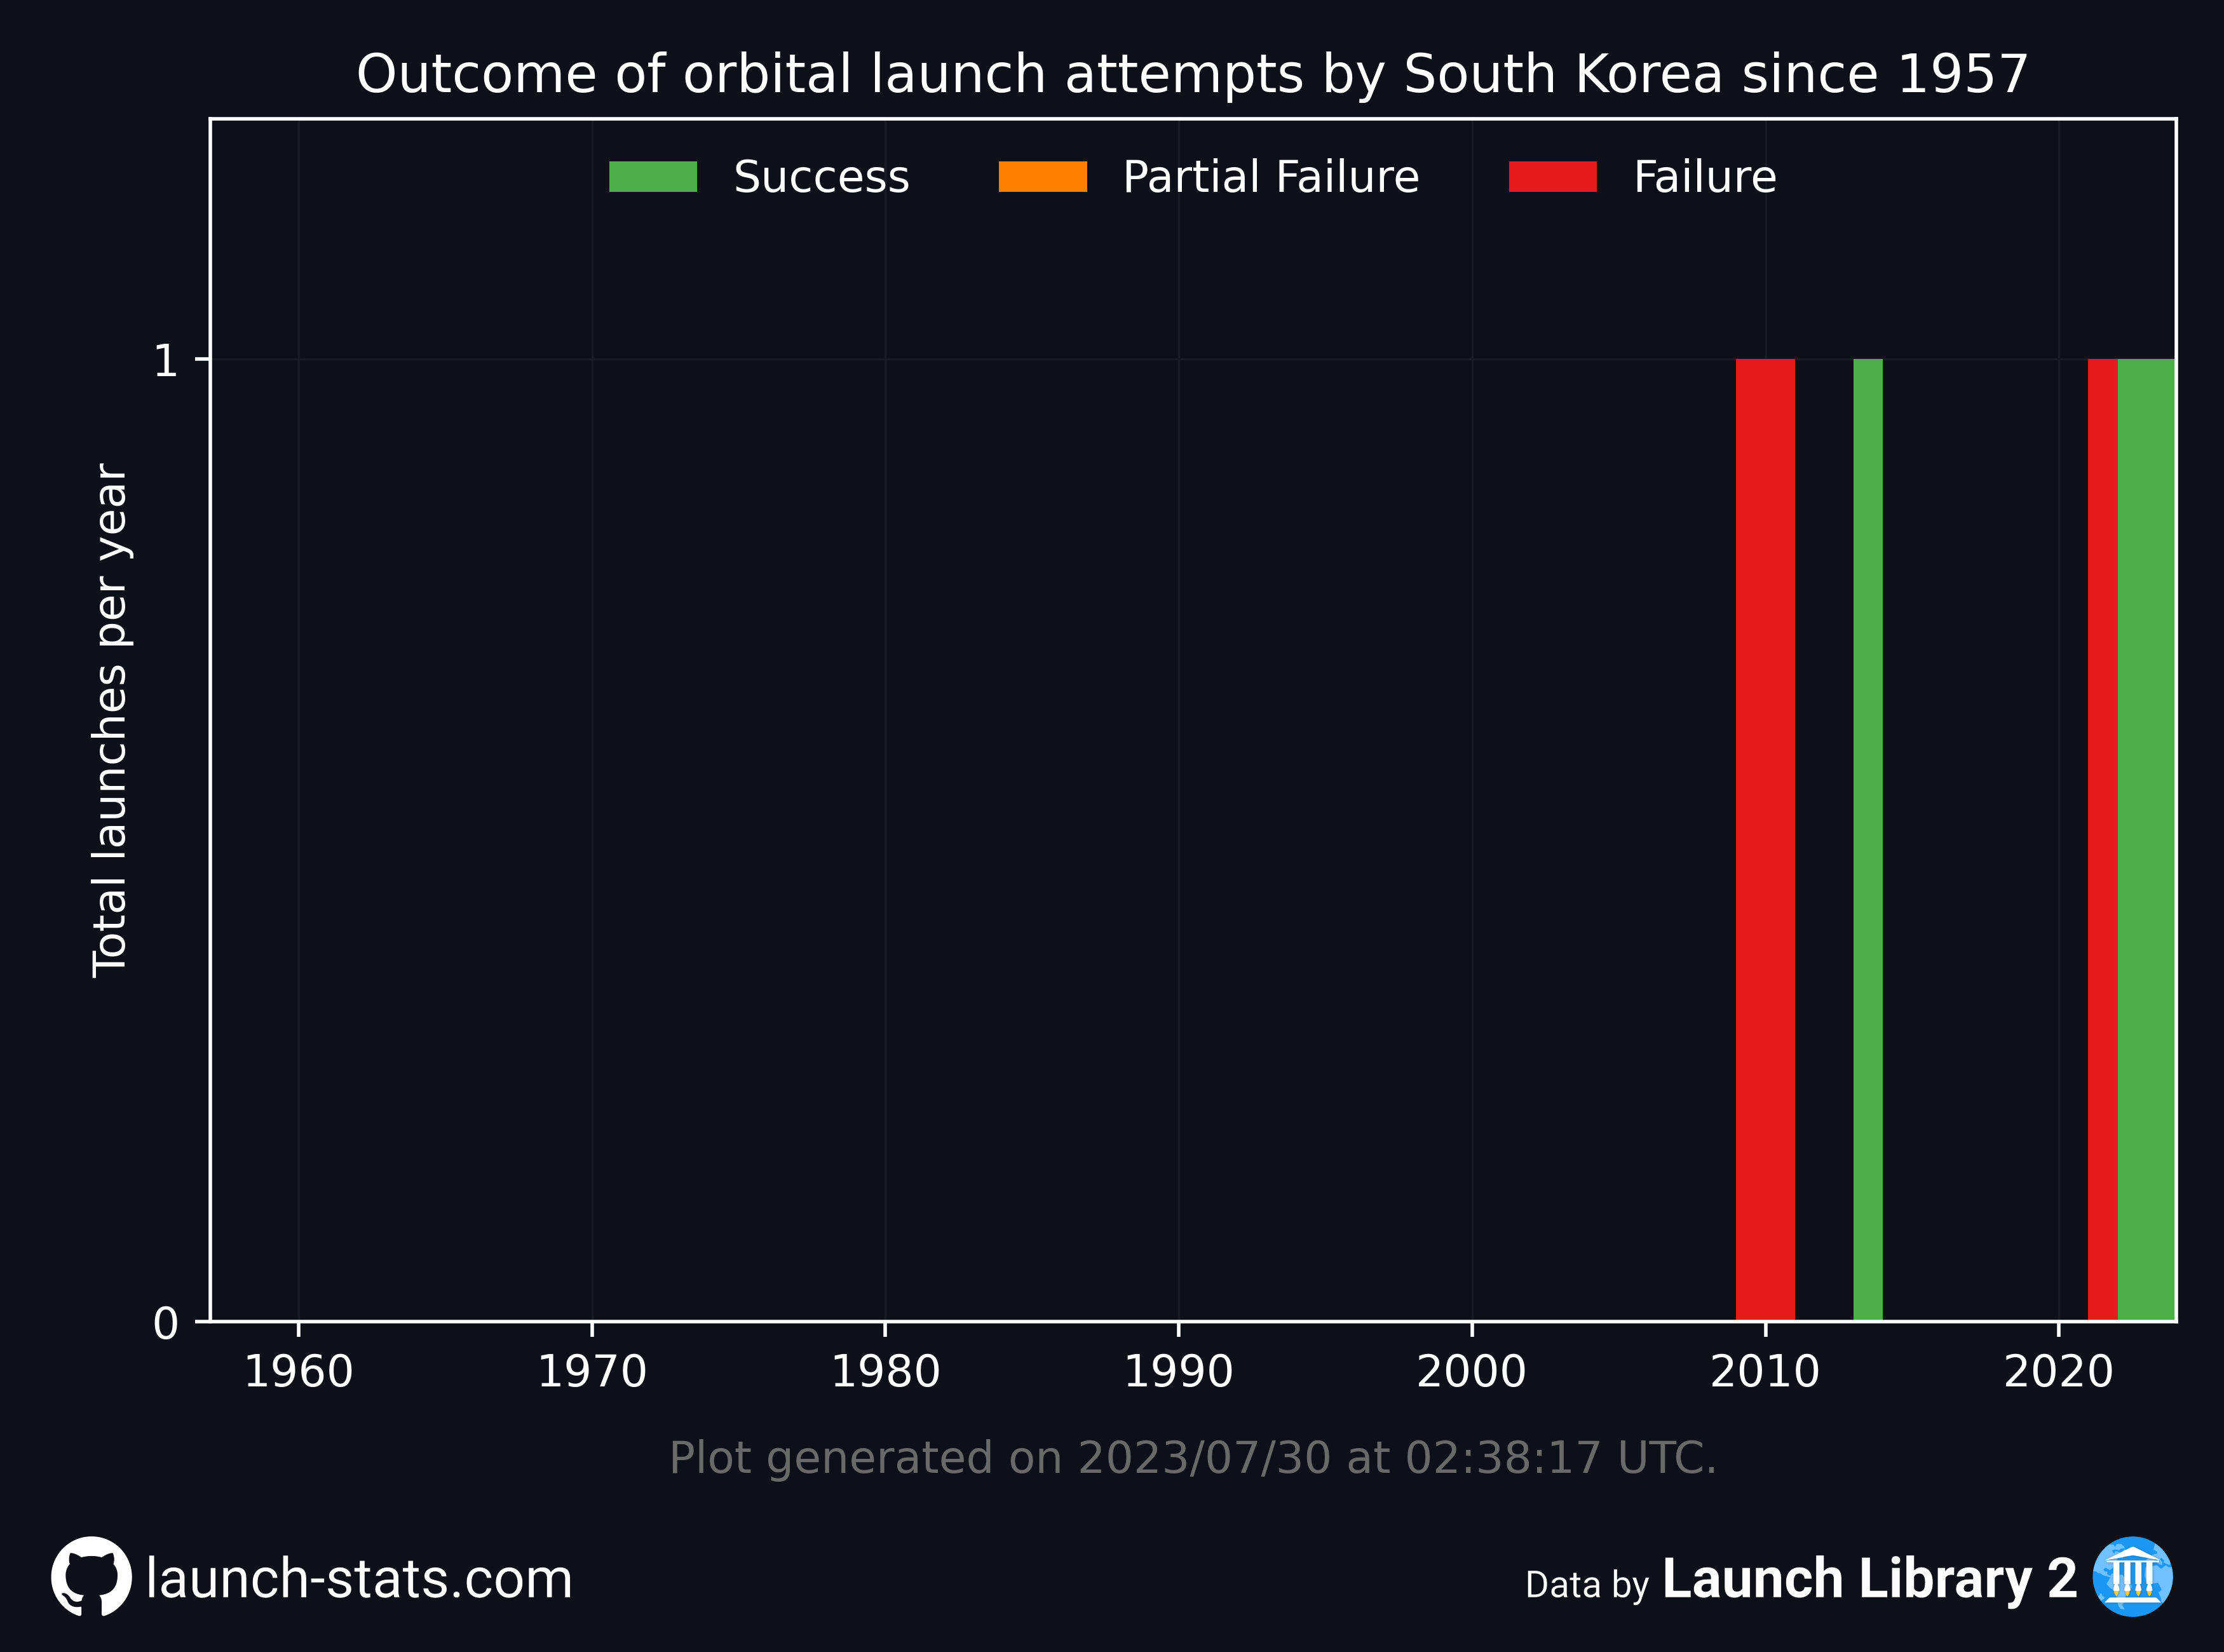 Outcome of orbital launch attempts by South Korea since 1957
Success Partial Failure Failure
Total launches per year
1
0
1960 1970 1980 1990 2000 2010 2020
Plot generated on 2023/07/30 at 02:38:17 UTC.
launch-stats.com
Data by Launch Library 2